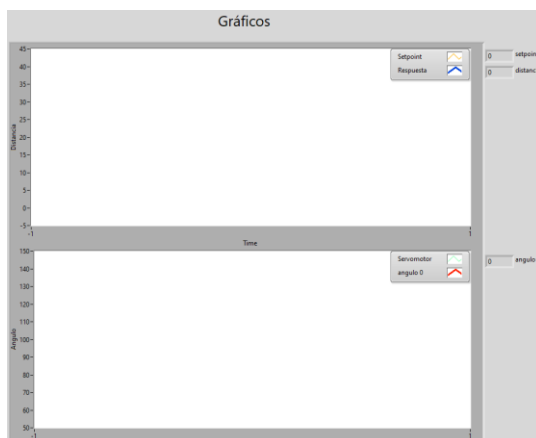 Gráficos
45
40
35
30
25
20
15
10
5
0
-5
Distancia
-1
1
Time
Setpoint
Respuesta
0 setpoin
0 distanc
150
140
130
120
110
100
90
80
70
60
50
Angulo
-1
1
Servomotor
angulo 0
0 angulo